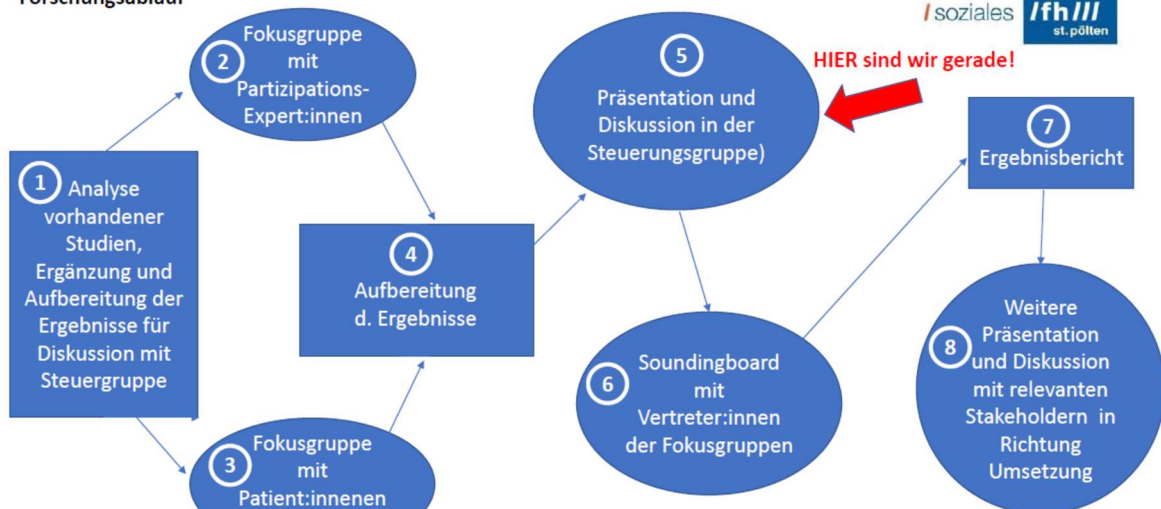 Forschungsablauf
/ soziales
/fh///
st.pölten
HIER sind wir gerade!
1
Analyse
vorhandener
Studien,
Ergänzung und
Aufbereitung der
Ergebnisse für
Diskussion mit
Steuergruppe
2
Fokusgruppe
mit
Partizipations-
Expert:innen
3
Fokusgruppe
mit
Patient:innenen
4
Aufbereitung
d. Ergebnisse
5
Präsentation und
Diskussion in der
Steuerungsgruppe)
6
Soundingboard
mit
Vertreter:innen
der Fokusgruppen
7
Ergebnisbericht
8
Weitere
Präsentation
und Diskussion
mit relevanten
Stakeholdern in
Richtung
Umsetzung